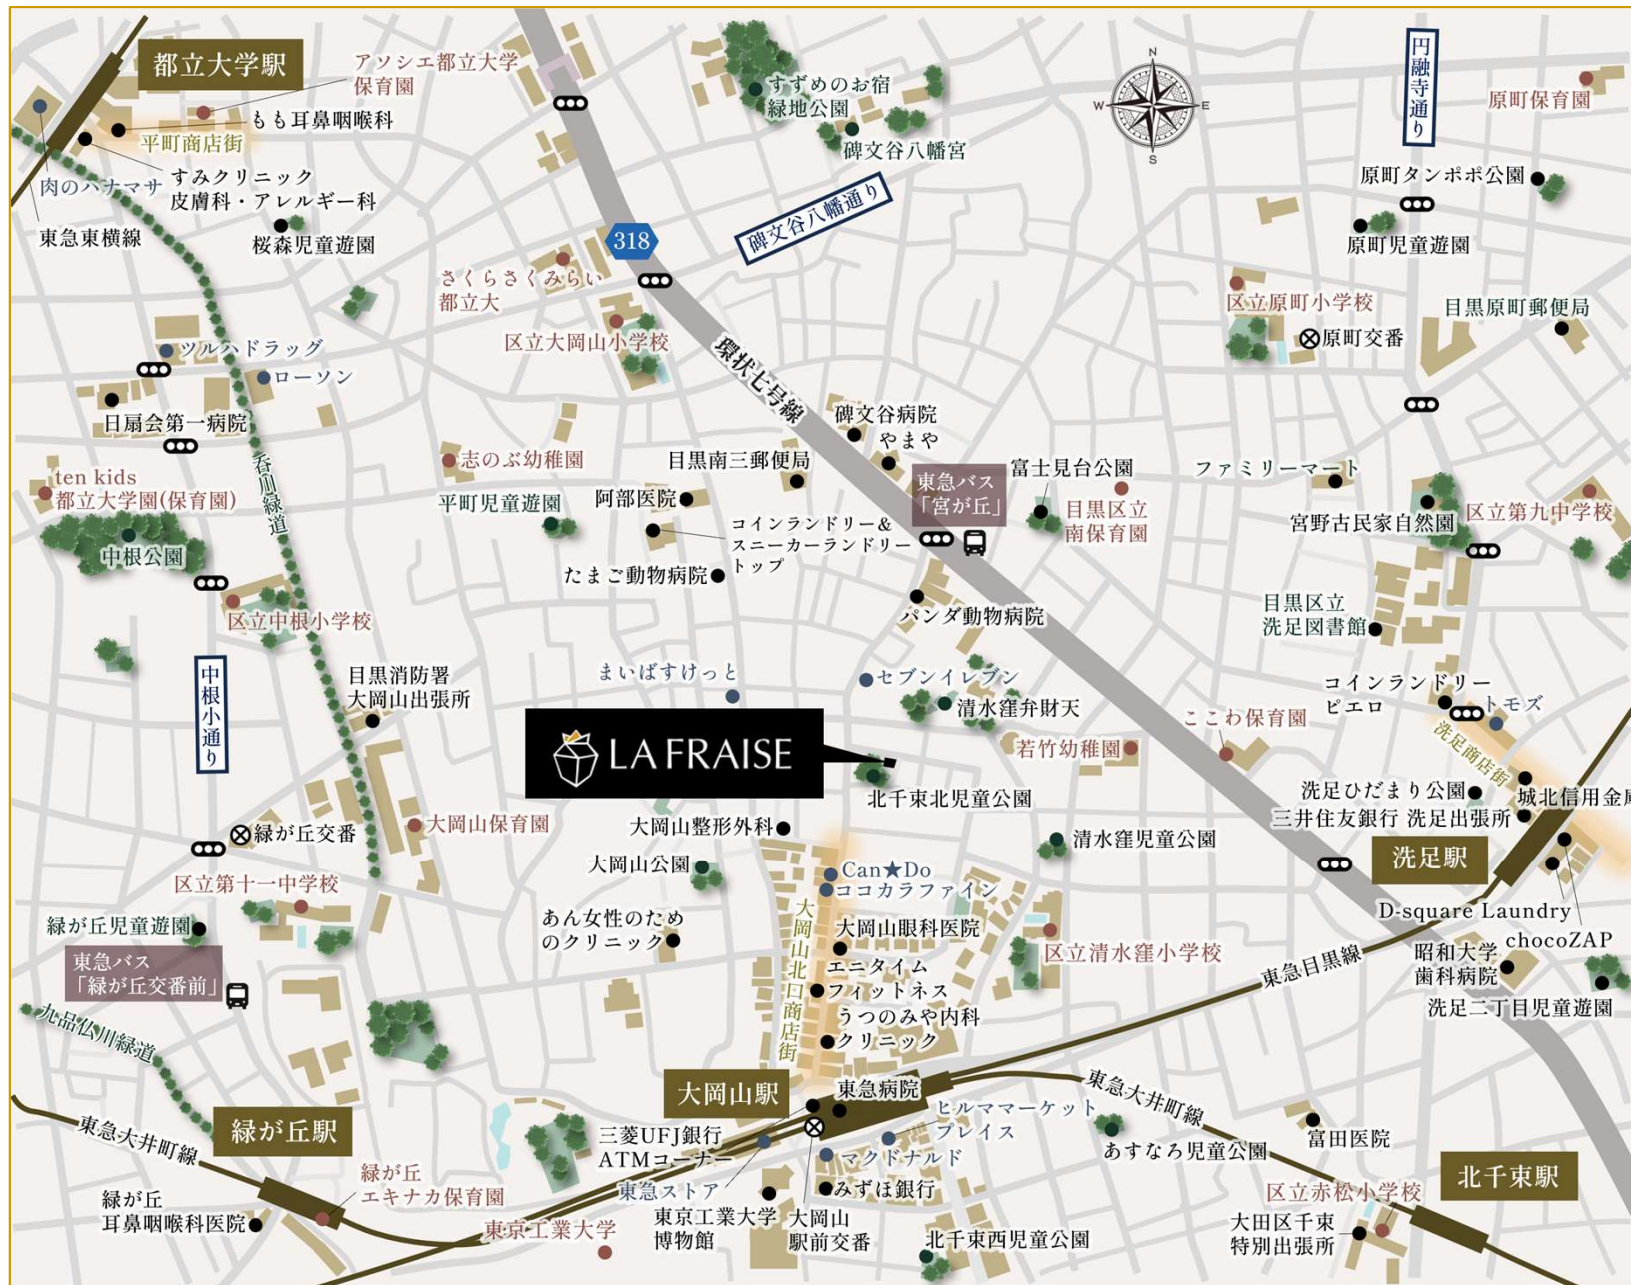 都立大学駅
アソシエ都立大学
保育園
もも耳鼻咽喉科
平町商店街
肉のハナマサ
すみクリニック
皮膚科・アレルギー科
東急東横線
桜森児童遊園
すずめのお宿
緑地公園
碑文谷八幡宮
碑文谷八幡通り
N
W
E
S
円融寺通り
原町保育園
原町タンポポ公園
原町児童遊園
318
さくらさくみらい
都立大
区立大岡山小学校
環状七号線
区立原町小学校
原町交番
目黒原町郵便局
ツルハドラッグ
ローソン
日扇会第一病院
ten kids
都立大学園(保育園)
中根公園
呑川緑道
志のぶ幼稚園
平町児童遊園
目黒南三郵便局
阿部医院
コインランドリー&
スニーカーランドリー
トップ
たまご動物病院
碑文谷病院
やまや
東急バス
「宮が丘」
富士見台公園
目黒区立
南保育園
パンダ動物病院
ファミリーマート
宮野古民家自然園
区立第九中学校
目黒区立
洗足図書館
区立中根小学校
中根小通り
目黒消防署
大岡山出張所
まいばすけっと
セブンイレブン
清水窪弁財天
LA FRAISE
若竹幼稚園
ここわ保育園
コインランドリー
ピエロ
トモズ
洗足商店街
北千束北児童公園
洗足ひだまり公園
城北信用金庫
三井住友銀行 洗足出張所
洗足駅
緑が丘交番
大岡山保育園
大岡山整形外科
大岡山公園
清水窪児童公園
Can★Do
ココカラファイン
区立第十一中学校
緑が丘児童遊園
東急バス
「緑が丘交番前」
あん女性のため
のクリニック
大岡山北口商店街
大岡山眼科医院
エニタイム
フィットネス
うつのみや内科
クリニック
区立清水窪小学校
東急目黒線
D-square Laundry
chocoZAP
昭和大学
歯科病院
洗足二丁目児童遊園
九品仏川緑道
大岡山駅
東急病院
東急大井町線
緑が丘駅
東急大井町線
三菱UFJ銀行
ATMコーナー
ヒルママーケット
プレイス
マクドナルド
みずほ銀行
東急ストア
あすなろ児童公園
富田医院
北千束駅
緑が丘
エキナカ保育園
緑が丘
耳鼻咽喉科医院
東京工業大学
東京工業大学
博物館
大岡山
駅前交番
北千束西児童公園
区立赤松小学校
大田区千束
特別出張所